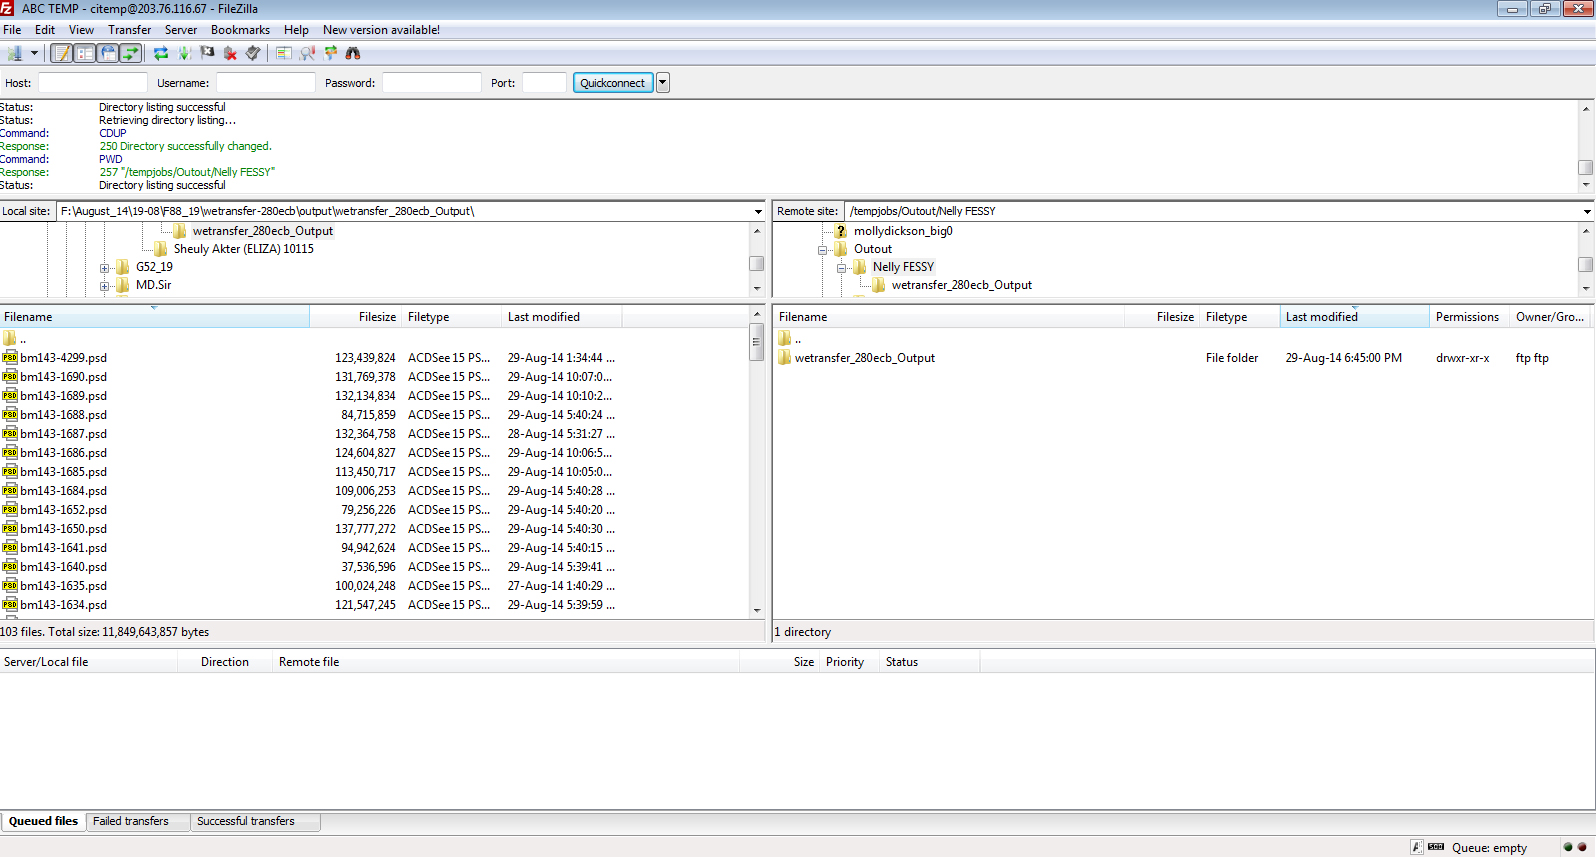 ABC TEMP - citemp@203.76.116.67 - FileZilla
File Edit View Transfer Server Bookmarks Help New version available!
Host: Username: Password: Port: Quickconnect
Status: Directory listing successful
Status: Retrieving directory listing...
Command: CDUP
Response: 250 Directory successfully changed.
Command: PWD
Response: 257 "/tempjobs/Outout/Nelly FESSY"
Status: Directory listing successful
Local site: F:\August_14\19-08\F88_19\wetransfer-280ecb\output\wetransfer_280ecb_Output\
wetransfer_280ecb_Output
Sheuly Akter (ELIZA) 10115
G52_19
MD.Sir
Filename Filesize Filetype Last modified
..
bm143-4299.psd 123,439,824 ACDSee 15 PS... 29-Aug-14 1:34:44 ...
bm143-1690.psd 131,769,378 ACDSee 15 PS... 29-Aug-14 10:07:0...
bm143-1689.psd 132,134,834 ACDSee 15 PS... 29-Aug-14 10:10:2...
bm143-1688.psd 84,715,859 ACDSee 15 PS... 29-Aug-14 5:40:24 ...
bm143-1687.psd 132,364,758 ACDSee 15 PS... 28-Aug-14 5:31:27 ...
bm143-1686.psd 124,604,827 ACDSee 15 PS... 29-Aug-14 10:06:5...
bm143-1685.psd 113,450,717 ACDSee 15 PS... 29-Aug-14 10:05:0...
bm143-1684.psd 109,006,253 ACDSee 15 PS... 29-Aug-14 5:40:28 ...
bm143-1652.psd 79,256,226 ACDSee 15 PS... 29-Aug-14 5:40:20 ...
bm143-1650.psd 137,777,272 ACDSee 15 PS... 29-Aug-14 5:40:30 ...
bm143-1641.psd 94,942,624 ACDSee 15 PS... 29-Aug-14 5:40:15 ...
bm143-1640.psd 37,536,596 ACDSee 15 PS... 29-Aug-14 5:39:41 ...
bm143-1635.psd 100,024,248 ACDSee 15 PS... 27-Aug-14 1:40:29 ...
bm143-1634.psd 121,547,245 ACDSee 15 PS... 29-Aug-14 5:39:59 ...
103 files. Total size: 11,849,643,857 bytes
Remote site: /tempjobs/Outout/Nelly FESSY
mollydickson_big0
Outout
Nelly FESSY
wetransfer_280ecb_Output
Filename Filesize Filetype Last modified Permissions Owner/Gro...
..
wetransfer_280ecb_Output File folder 29-Aug-14 6:45:00 PM drwxr-xr-x ftp ftp
1 directory
Server/Local file Direction Remote file Size Priority Status
Queued files Failed transfers Successful transfers
Queue: empty